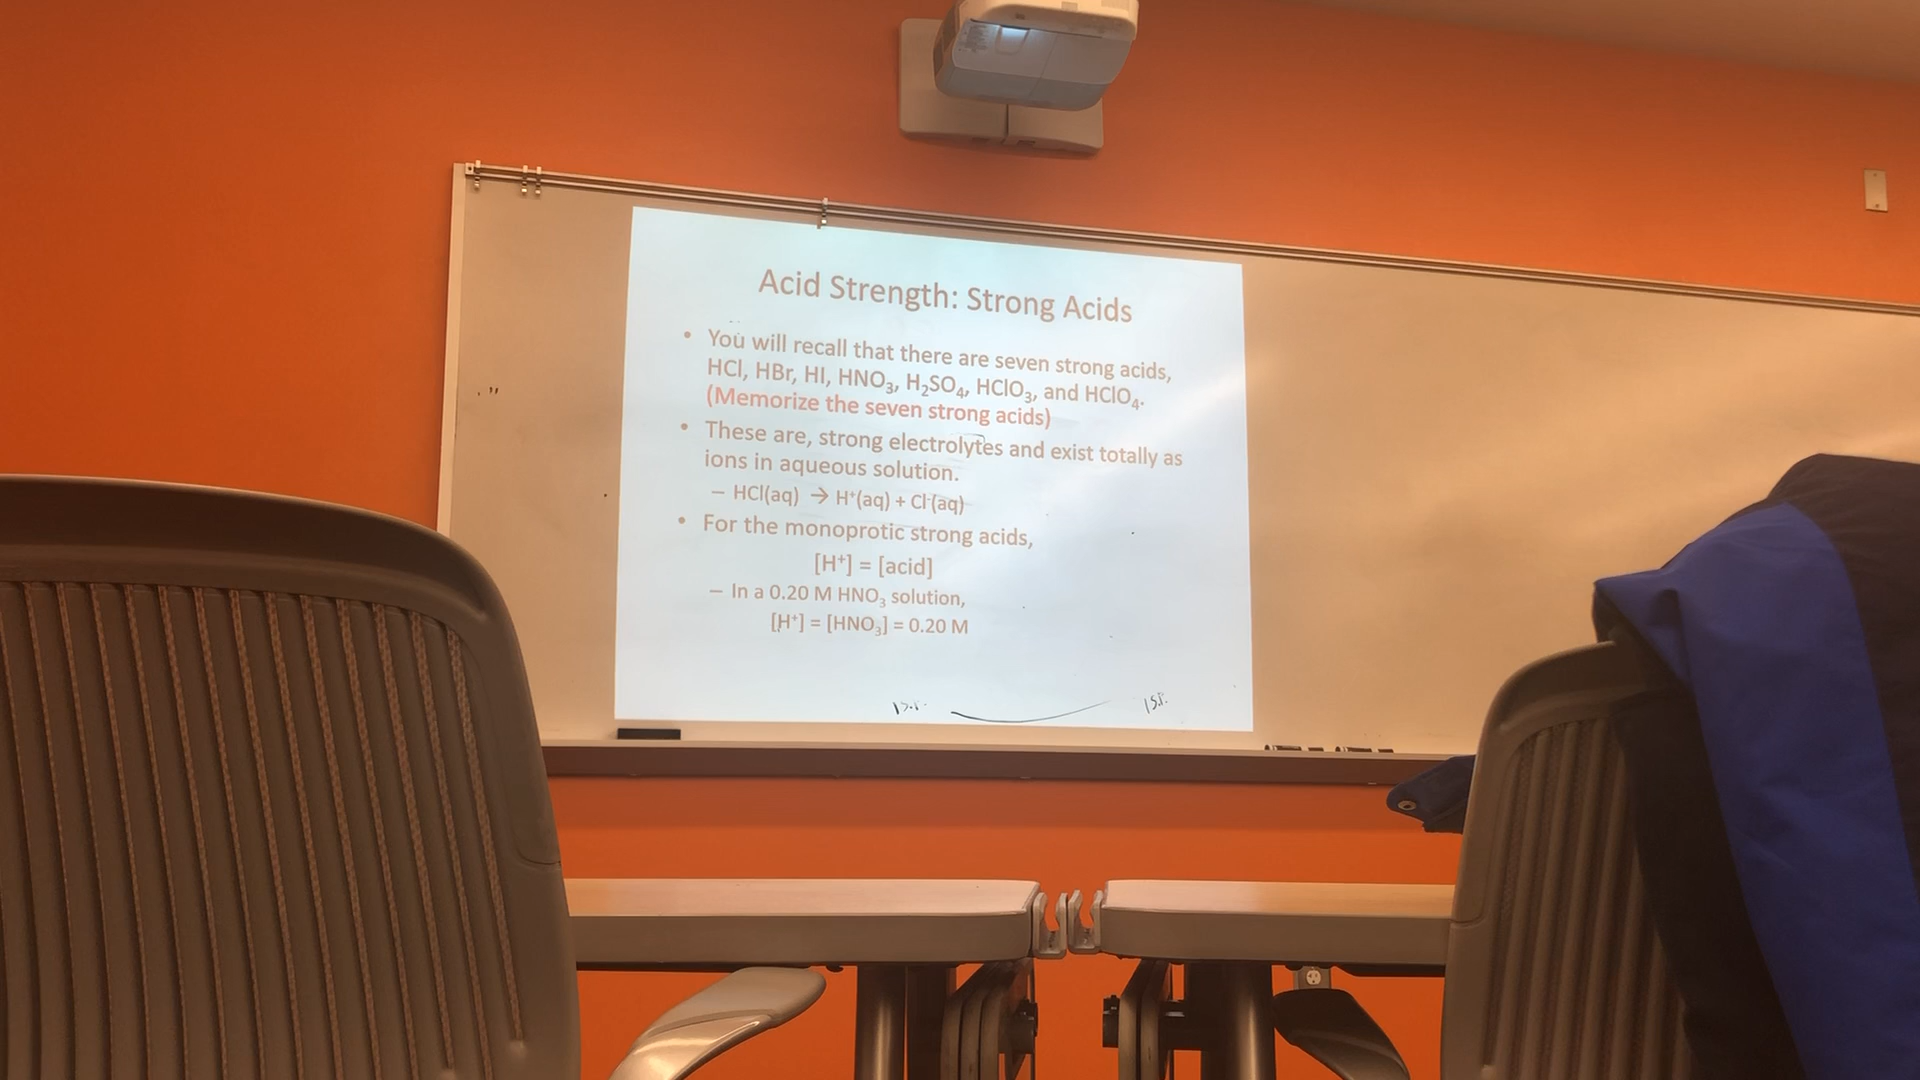 Acid Strength: Strong Acids
• You will recall that there are seven strong acids,
HCl, HBr, HI, HNO₃, H₂SO₄, HClO₃, and HClO₄.
(Memorize the seven strong acids)
• These are, strong electrolytes and exist totally as
ions in aqueous solution.
– HCl(aq) → H⁺(aq) + Cl⁻(aq)
• For the monoprotic strong acids,
[H⁺] = [acid]
– In a 0.20 M HNO₃ solution,
[H⁺] = [HNO₃] = 0.20 M